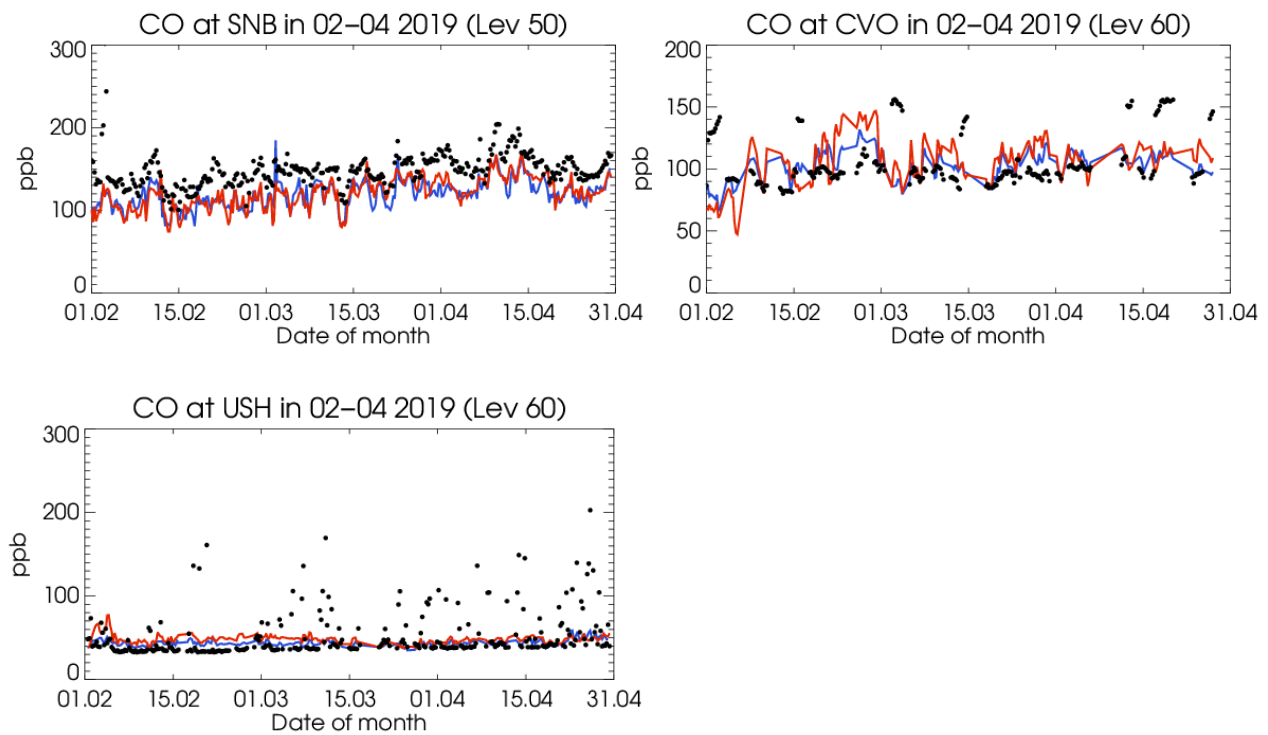 CO at SNB in 02–04 2019 (Lev 50)
300
200
100
0
ppb
01.02 15.02 01.03 15.03 01.04 15.04 31.04
Date of month
CO at CVO in 02–04 2019 (Lev 60)
200
150
100
50
0
ppb
01.02 15.02 01.03 15.03 01.04 15.04 31.04
Date of month
CO at USH in 02–04 2019 (Lev 60)
300
200
100
0
ppb
01.02 15.02 01.03 15.03 01.04 15.04 31.04
Date of month